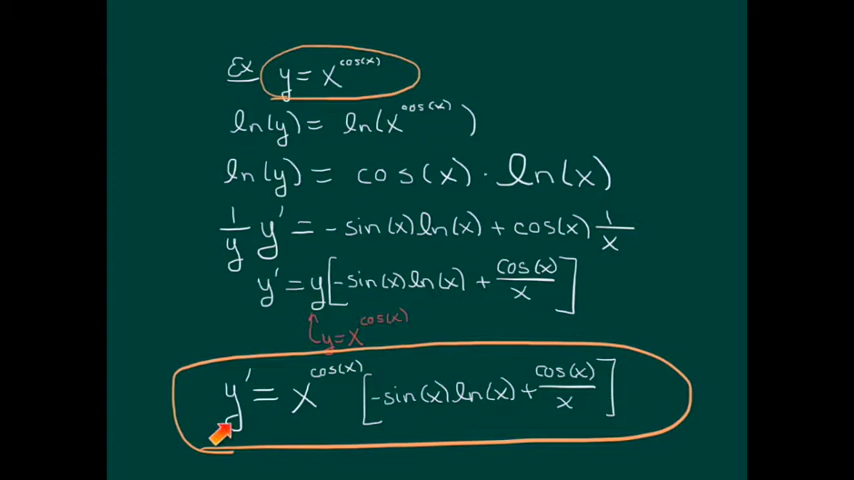 Ex y = x^cos(x)
ln(y) = ln(x^cos(x) )
ln(y) = cos(x) · ln(x)
1/y y' = -sin(x)ln(x) + cos(x) 1/x
y' = y[-sin(x)ln(x) + cos(x)/x]
y = x^cos(x)
y' = x^cos(x) [-sin(x)ln(x) + cos(x)/x]